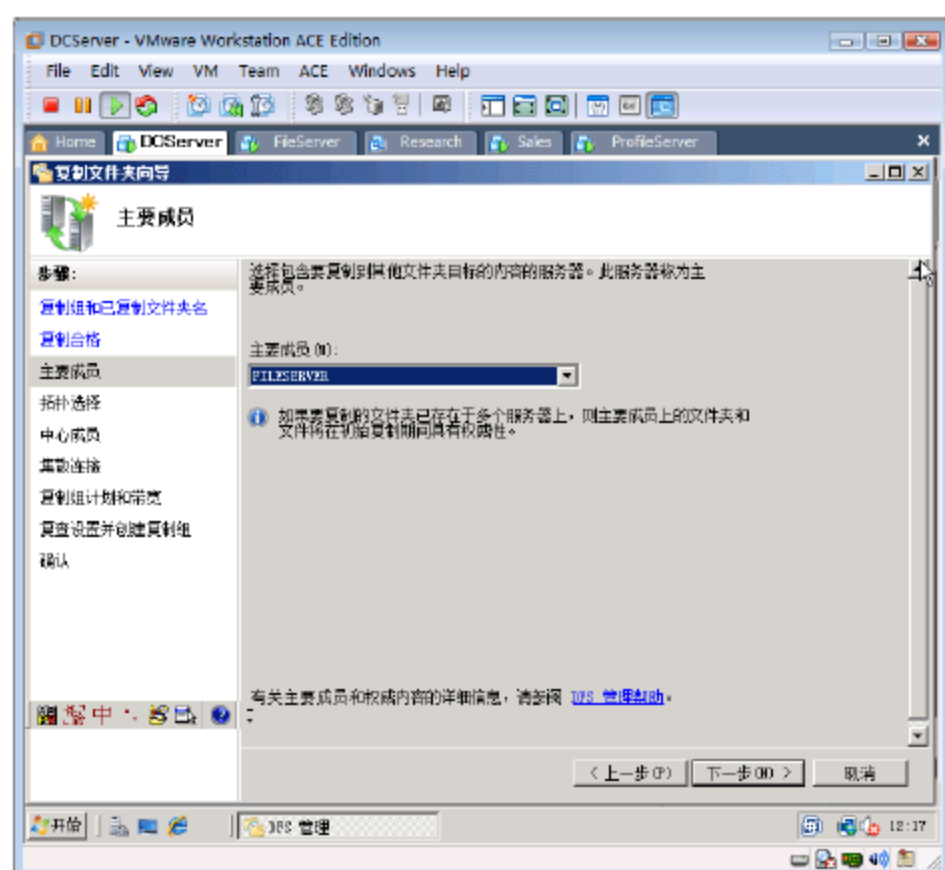 DCServer - VMware Workstation ACE Edition
File Edit View VM Team ACE Windows Help
Home DCServer FileServer Research Sales ProfileServer
复制文件夹向导
主要成员
步骤:
复制组和已复制文件夹名
复制合格
主要成员
拓扑选择
中心成员
集散连接
复制组计划和带宽
复查设置并创建复制组
确认
选择包含要复制到其他文件夹目标的内容的服务器。此服务器称为主
要成员。
主要成员(M):
FILESERVER
如果要复制的文件夹已存在于多个服务器上,则主要成员上的文件夹和
文件将在初始复制期间具有权威性。
有关主要成员和权威内容的详细信息,请参阅 DFS 管理帮助。
中
<上一步(P) 下一步(N)> 取消
开始 DFS 管理 12:17